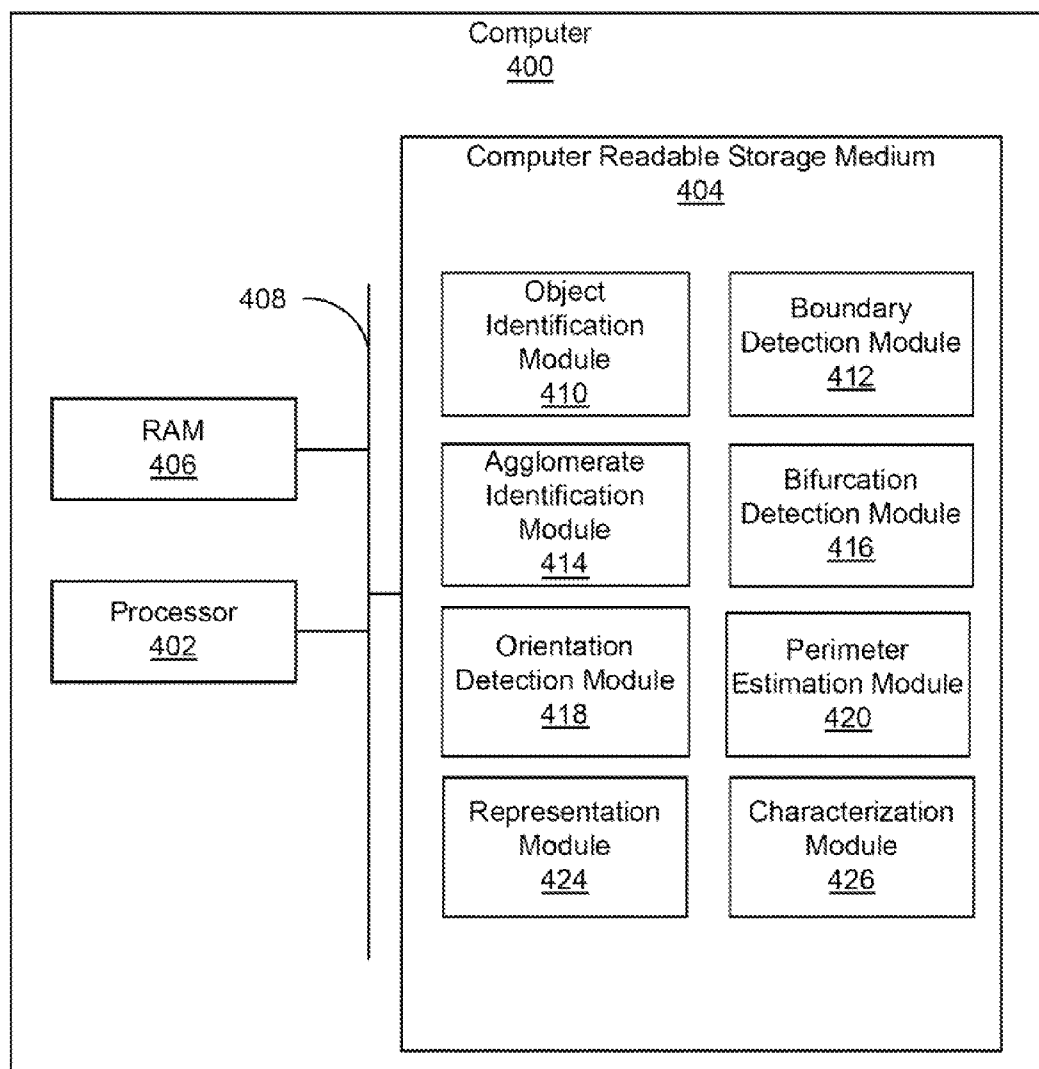 Computer
400
Computer Readable Storage Medium
404
408
Object
Identification
Module
410
Boundary
Detection Module
412
RAM
406
Agglomerate
Identification
Module
414
Bifurcation
Detection Module
416
Processor
402
Orientation
Detection Module
418
Perimeter
Estimation Module
420
Representation
Module
424
Characterization
Module
426